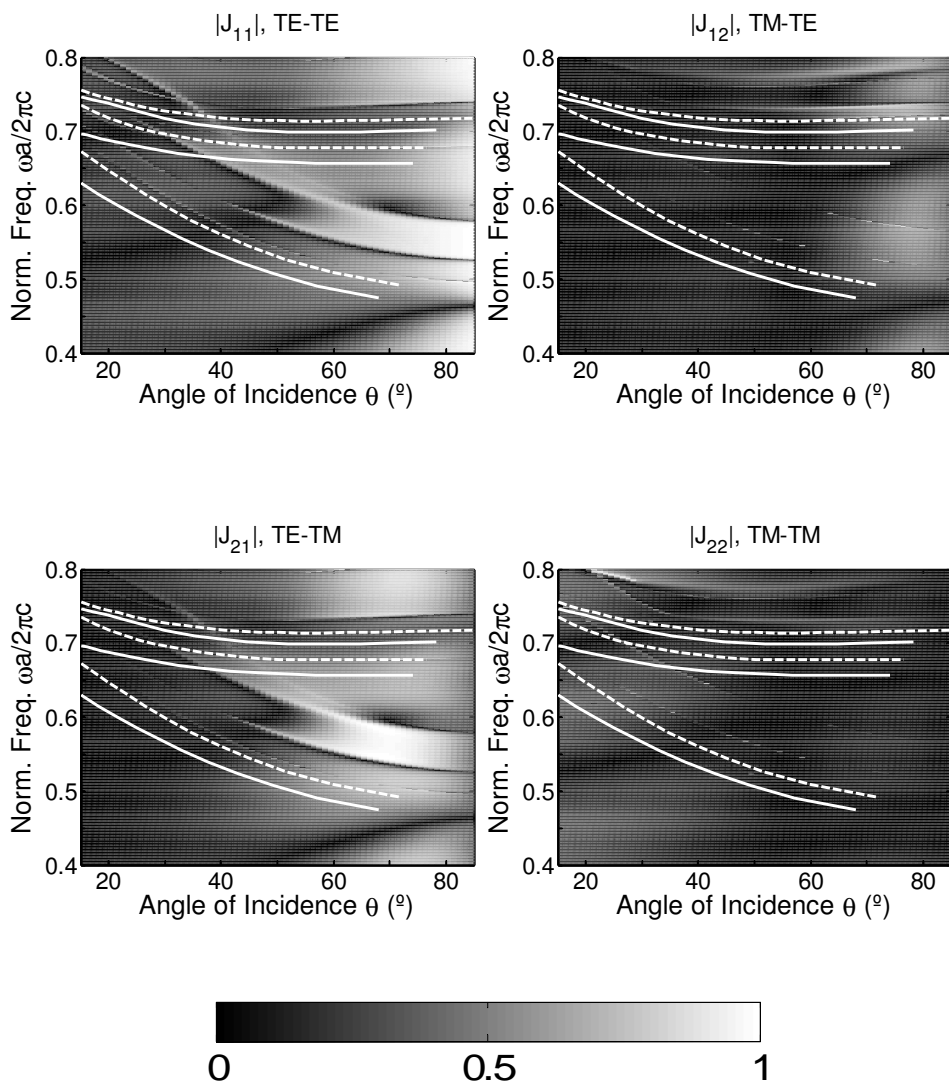 |J11|, TE-TE
|J12|, TM-TE
0.8
0.7
0.6
0.5
0.4
Norm. Freq. ωa/2πc
20 40 60 80
Angle of Incidence θ (º)
0.8
0.7
0.6
0.5
0.4
Norm. Freq. ωa/2πc
20 40 60 80
Angle of Incidence θ (º)
|J21|, TE-TM
|J22|, TM-TM
0.8
0.7
0.6
0.5
0.4
Norm. Freq. ωa/2πc
20 40 60 80
Angle of Incidence θ (º)
0.8
0.7
0.6
0.5
0.4
Norm. Freq. ωa/2πc
20 40 60 80
Angle of Incidence θ (º)
0 0.5 1